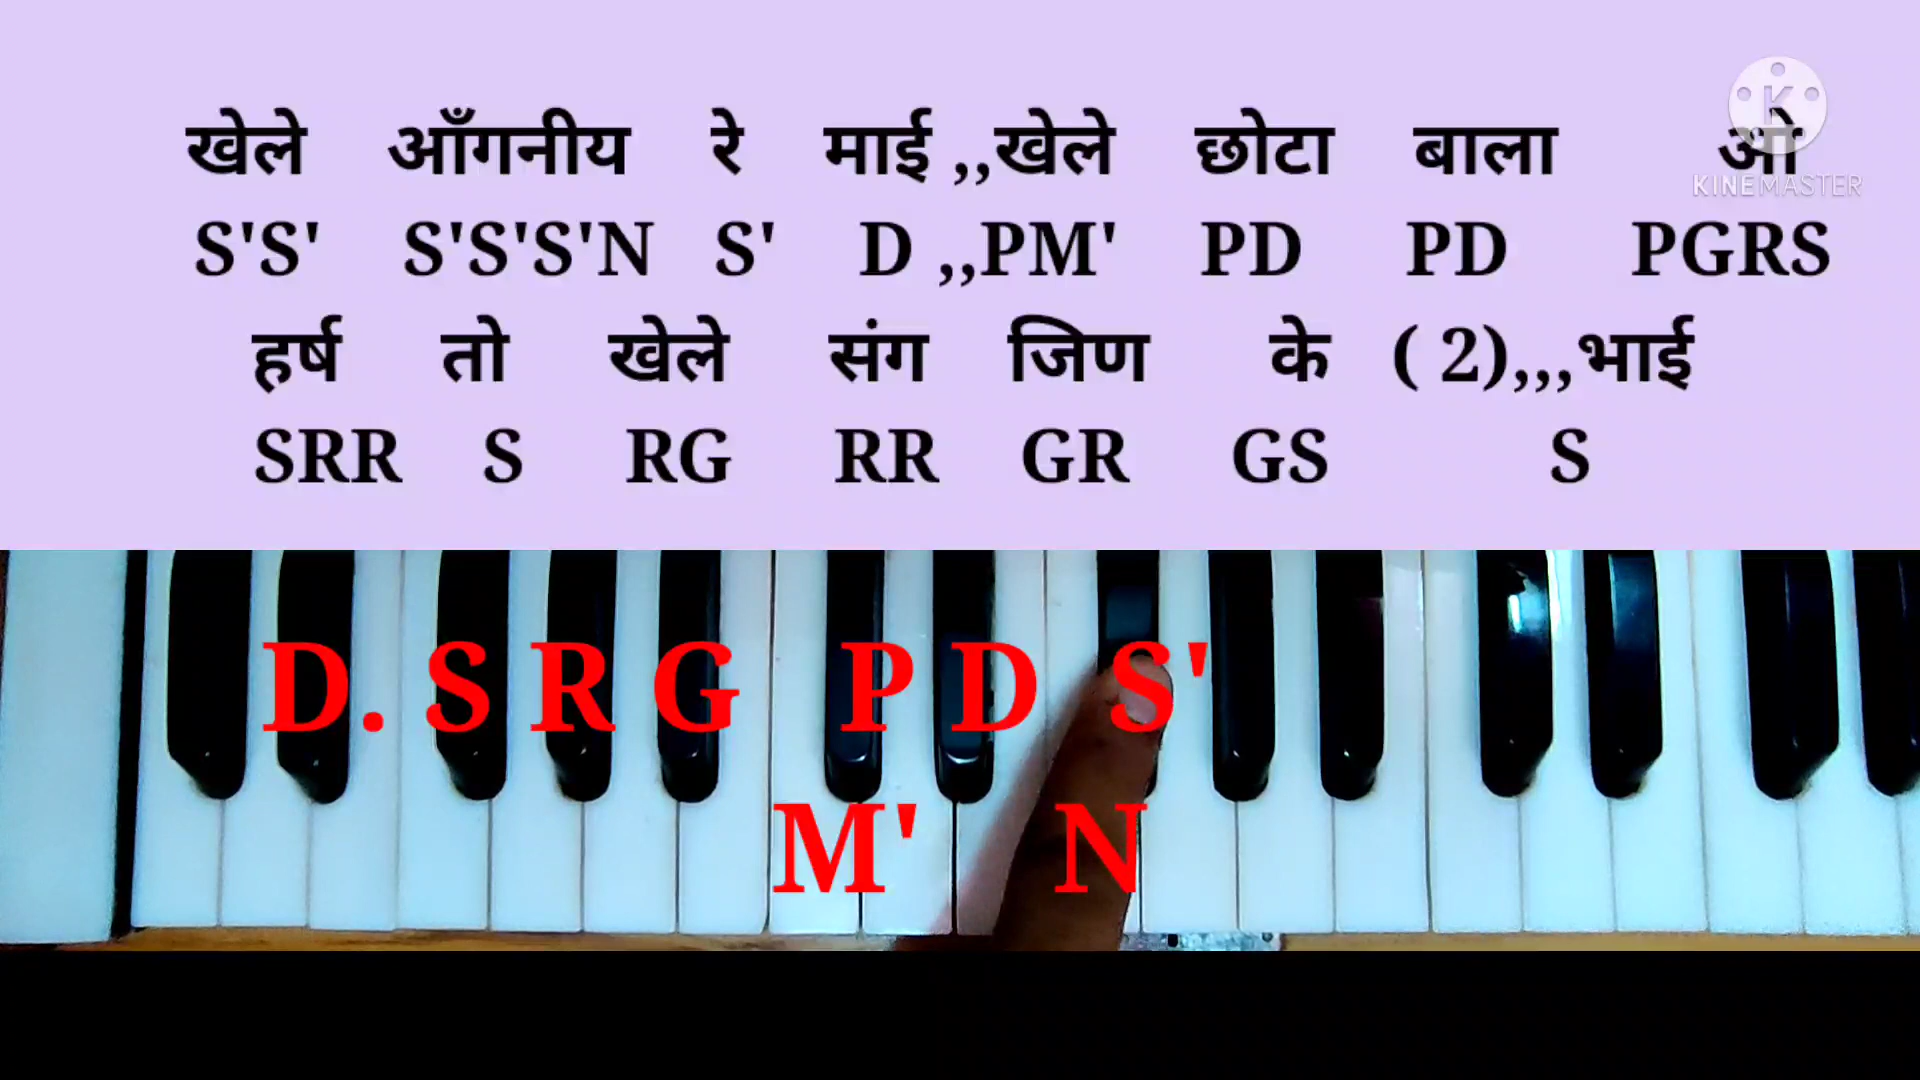 खेले आँगनीय रे माई ,,खेले छोटा बाला ओ
K
KINEMASTER
S'S' S'S'S'N S' D ,,PM' PD PD PGRS
हर्ष तो खेले संग जिण के ( 2),,,भाई
SRR S RG RR GR GS S
D. S R G P D S'
M' N